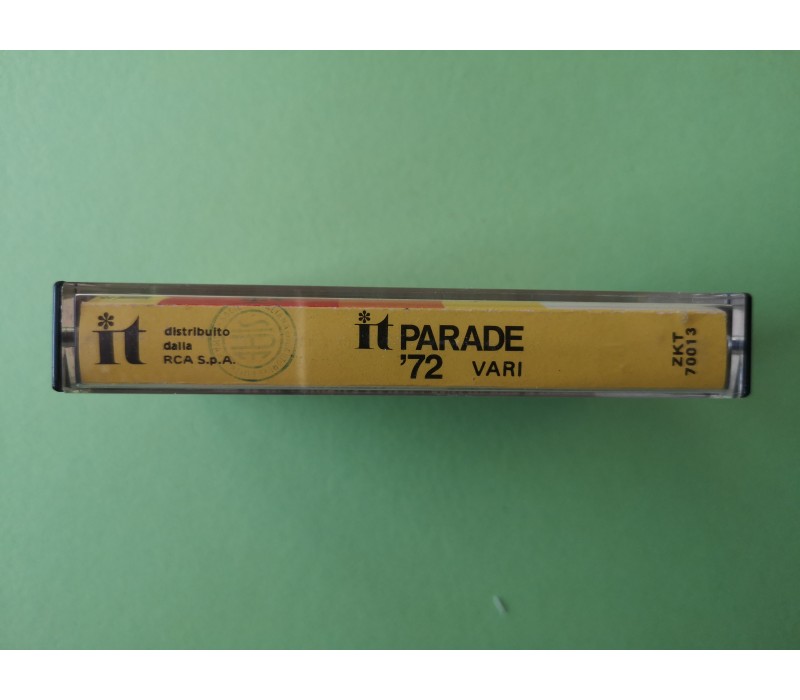 it
distribuito
dalla
RCA S.p.A.
it PARADE
'72 VARI
ZKT
70013